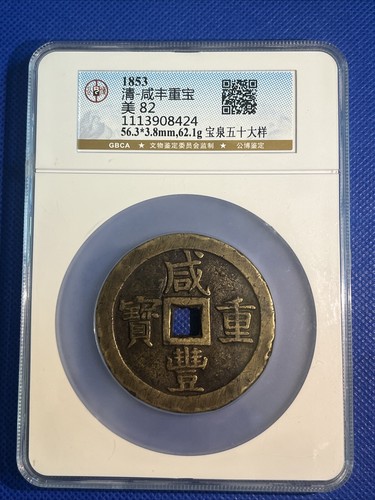 1853
清-咸丰重宝
美 82
1113908424
56.3*3.8mm,62.1g 宝泉五十大样
GBCA ★ 文物鉴定委员会监制 ★ 公博鉴定
咸豐重寶